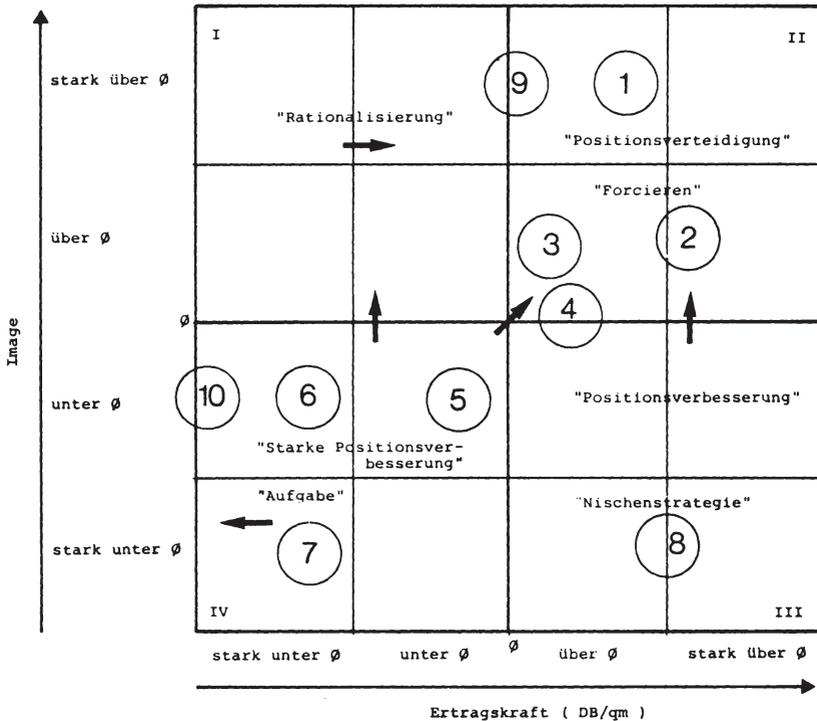 I
II
stark über Ø
9
1
"Rationalisierung"
"Positionsverteidigung"
"Forcieren"
über Ø
3
2
4
Ø
Image
unter Ø
10
6
5
"Positionsverbesserung"
"Starke Positionsver-
besserung"
"Aufgabe"
"Nischenstrategie"
stark unter Ø
7
8
IV
III
stark unter Ø
unter Ø
Ø
über Ø
stark über Ø
Ertragskraft ( DB/qm )